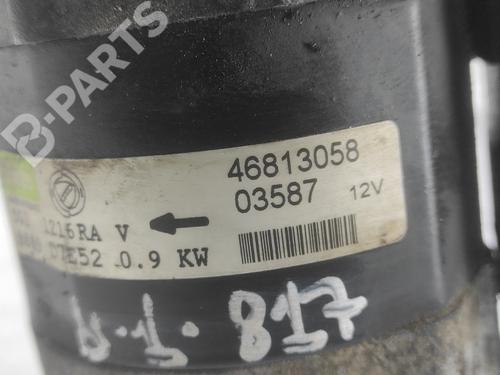 B-PARTS
46813058
03587 12V
1216RA V
D7E52 0.9 KW
A.J. 817